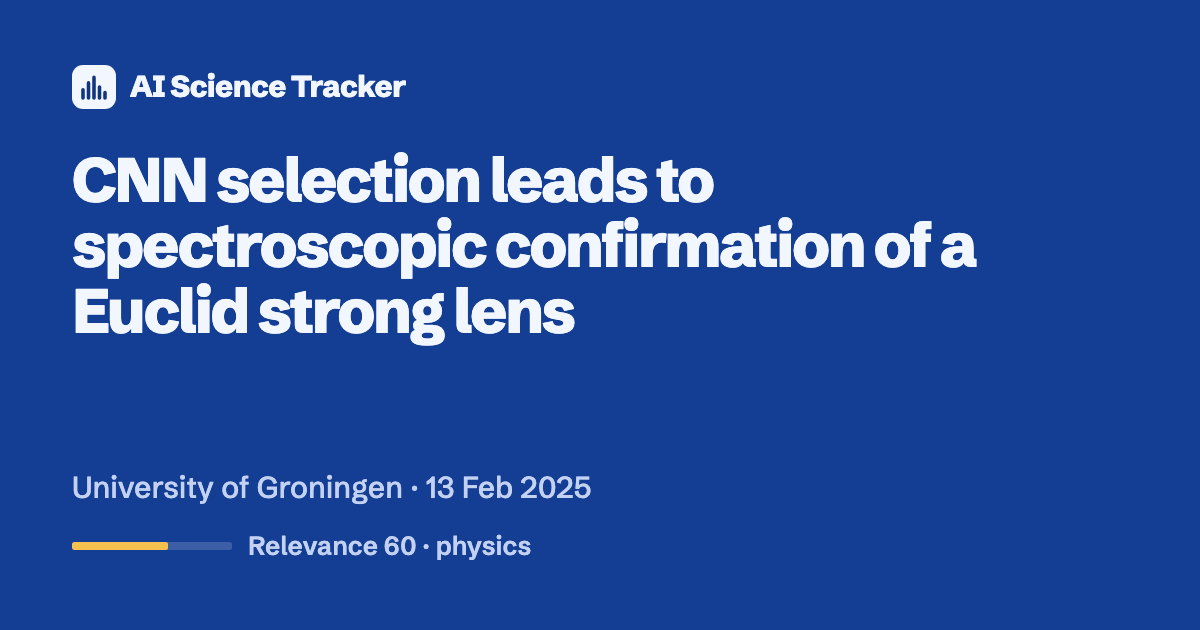 AI Science Tracker
CNN selection leads to
spectroscopic confirmation of a
Euclid strong lens
University of Groningen · 13 Feb 2025
Relevance 60 · physics